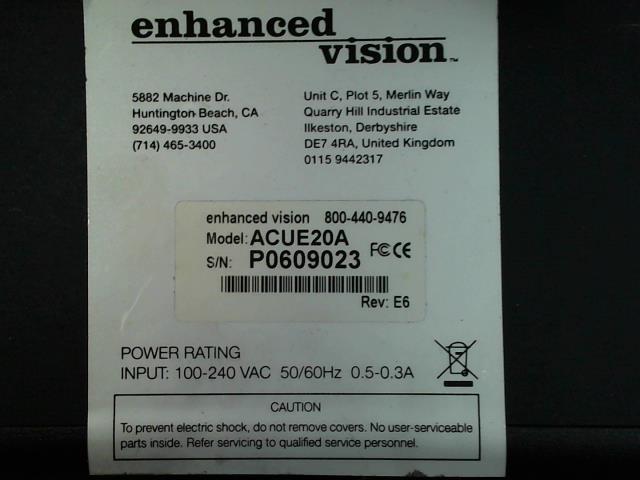 enhanced
vision™
5882 Machine Dr.
Huntington Beach, CA
92649-9933 USA
(714) 465-3400
Unit C, Plot 5, Merlin Way
Quarry Hill Industrial Estate
Ilkeston, Derbyshire
DE7 4RA, United Kingdom
0115 9442317
enhanced vision 800-440-9476
Model: ACUE20A
FC CE
S/N: P0609023
Rev: E6
POWER RATING
INPUT: 100-240 VAC 50/60Hz 0.5-0.3A
CAUTION
To prevent electric shock, do not remove covers. No user-serviceable
parts inside. Refer servicing to qualified service personnel.